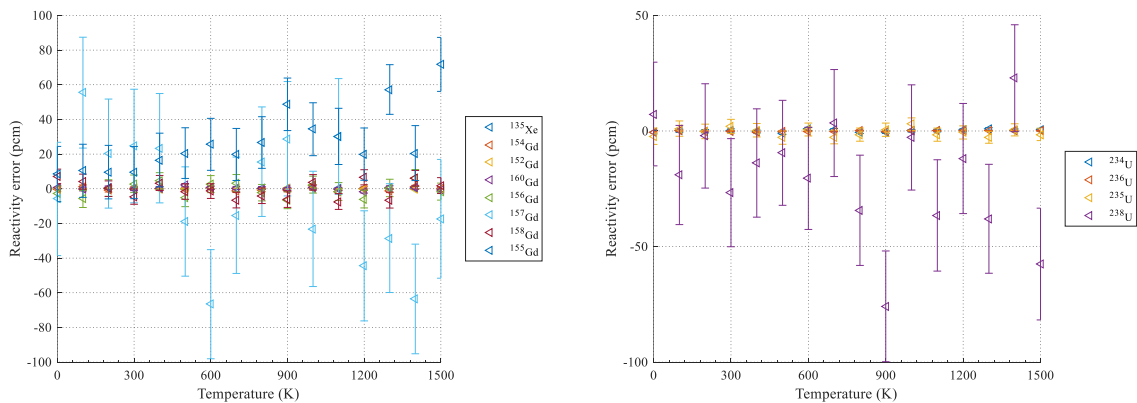 100
80
60
40
20
0
-20
-40
-60
-80
-100
Reactivity error (pcm)
0 300 600 900 1200 1500
Temperature (K)
¹³⁵Xe
¹⁵⁴Gd
¹⁵²Gd
¹⁶⁰Gd
¹⁵⁶Gd
¹⁵⁷Gd
¹⁵⁸Gd
¹⁵⁵Gd
50
0
-50
-100
Reactivity error (pcm)
0 300 600 900 1200 1500
Temperature (K)
²³⁴U
²³⁶U
²³⁵U
²³⁸U